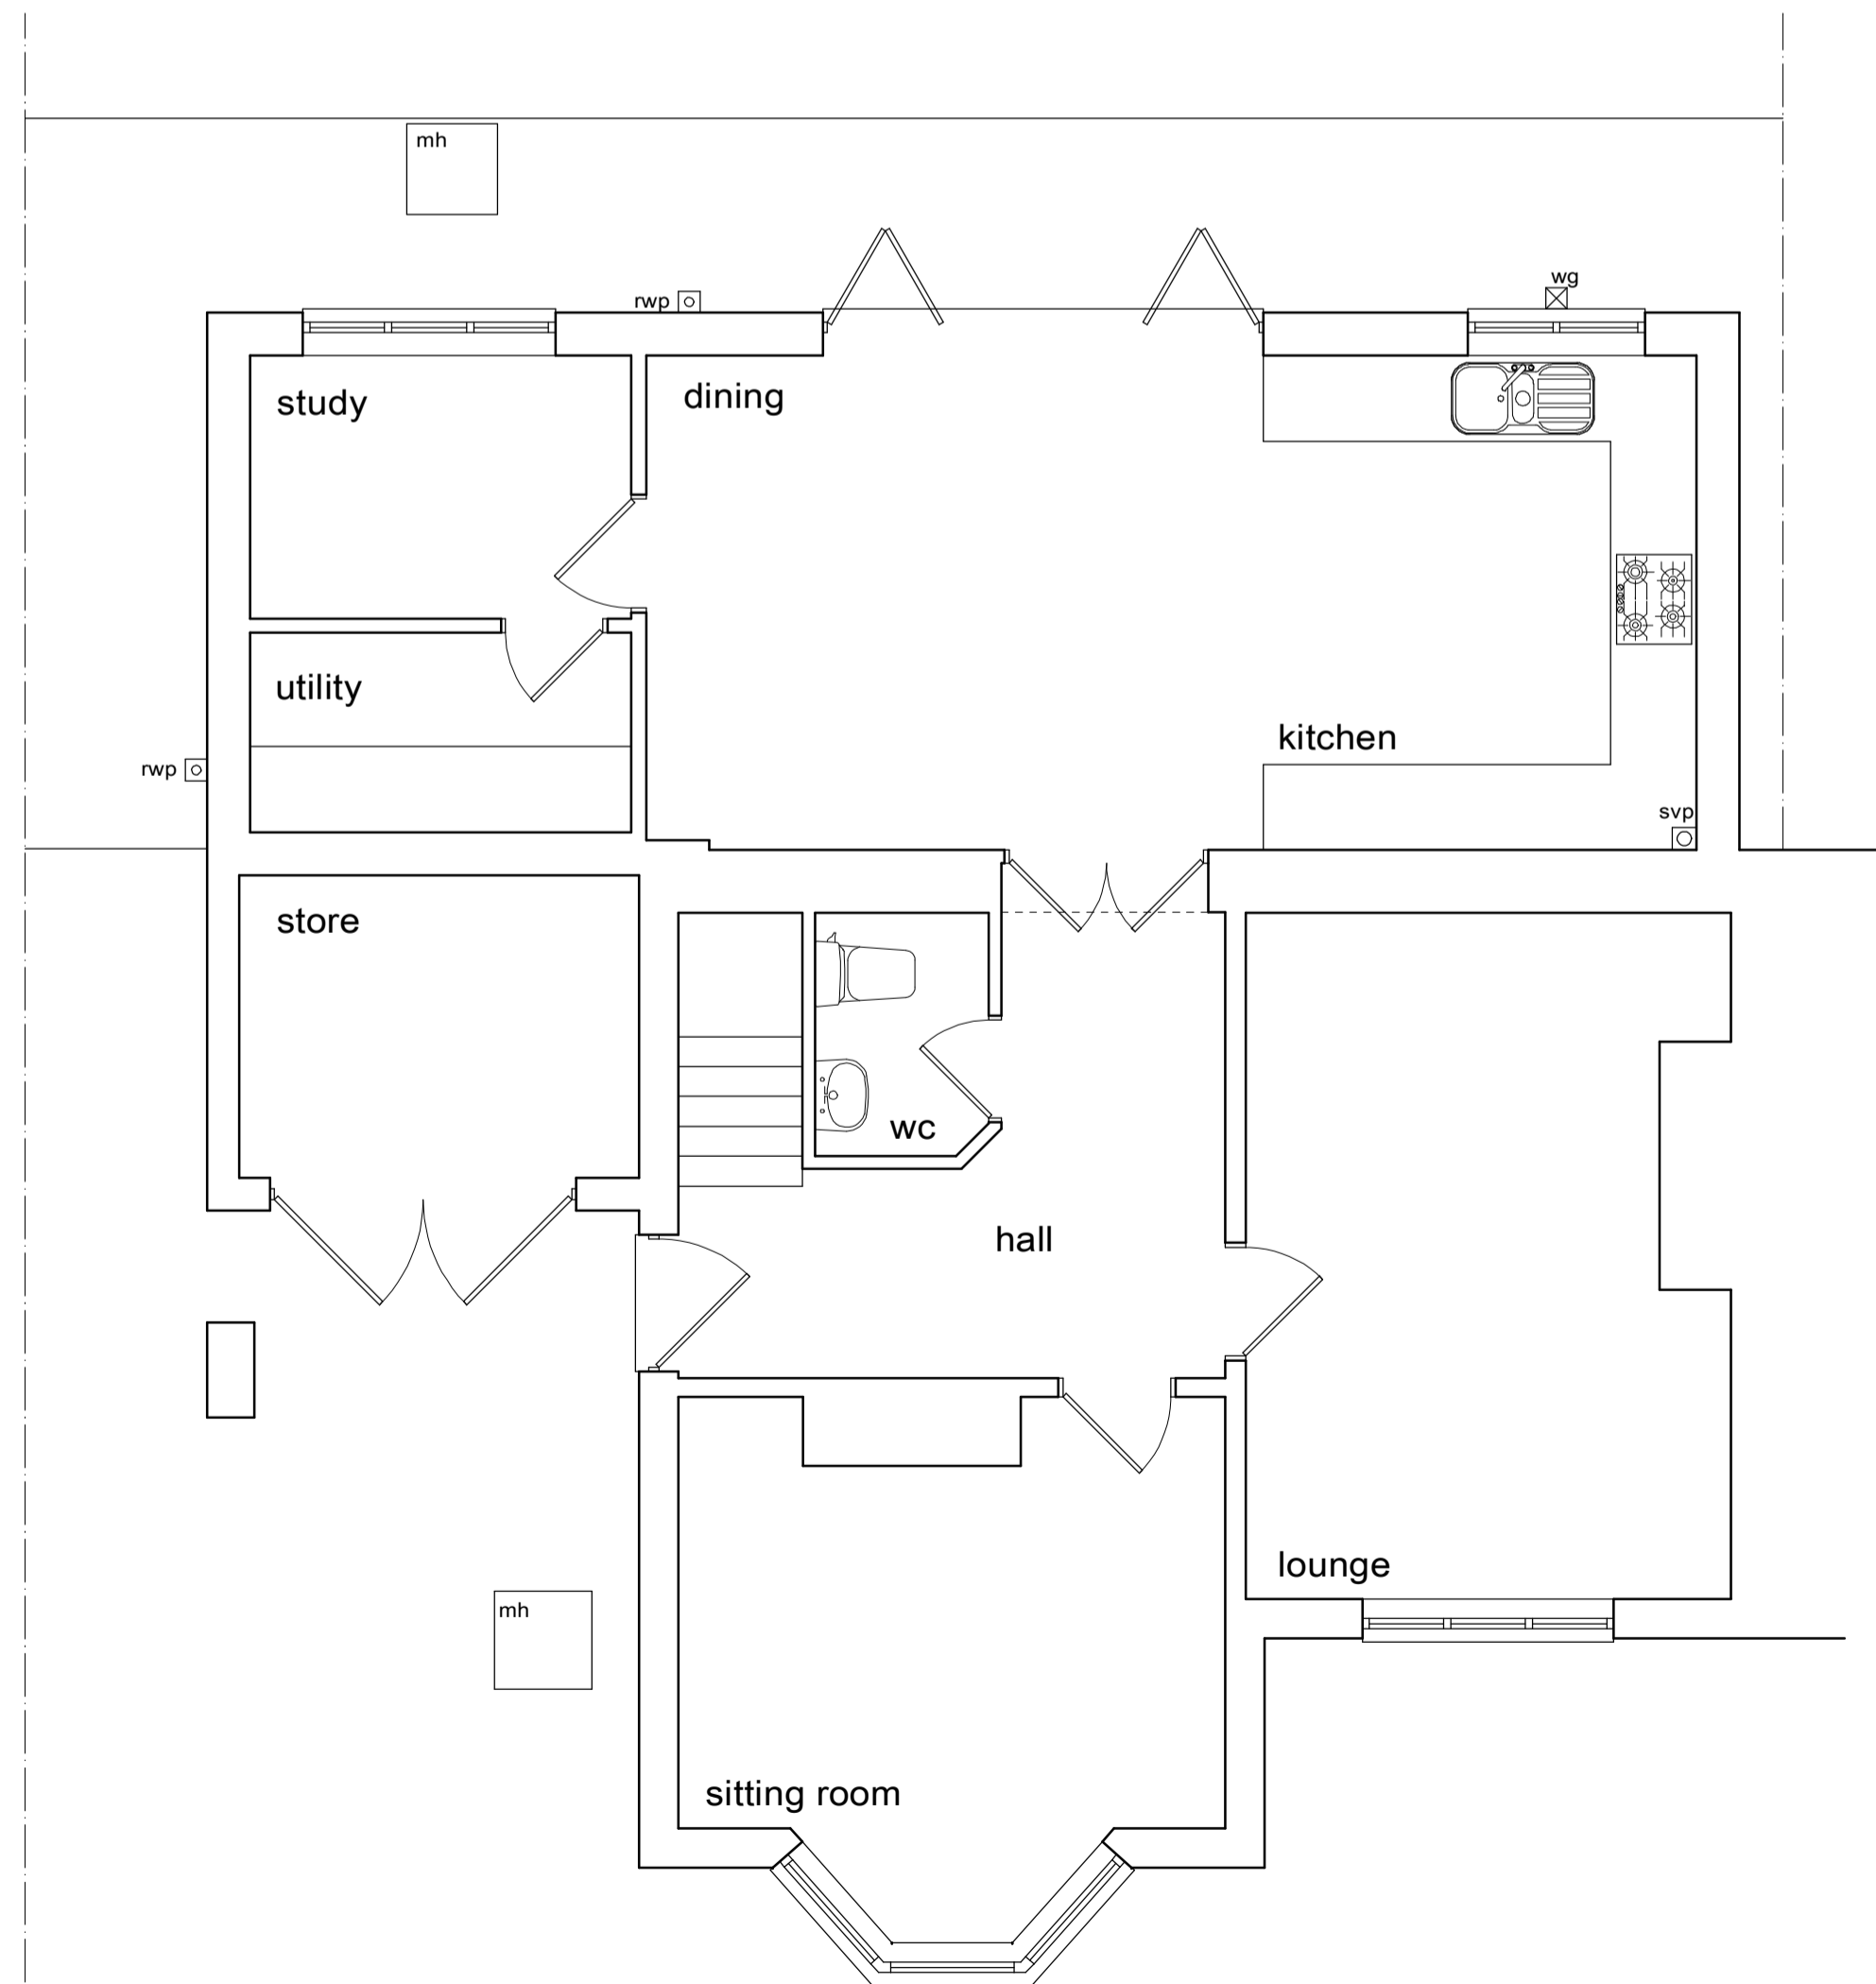 mh
wg
rwp
study
dining
utility
kitchen
rwp
svp
store
wc
hall
lounge
mh
sitting room